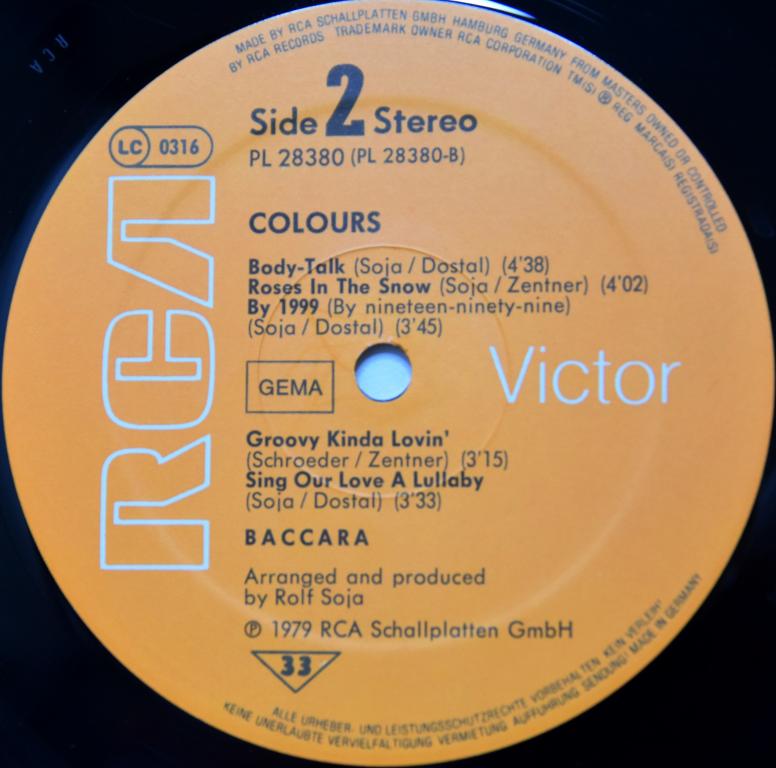 MADE BY RCA SCHALLPLATTEN GMBH HAMBURG GERMANY FROM MASTERS OWNED OR CONTROLLED
BY RCA RECORDS TRADEMARK OWNER RCA CORPORATION TM(S) ® REG MARCA(S) REGISTRADA(S)
RCA
Side 2 Stereo
LC 0316
PL 28380 (PL 28380-B)
RCA
COLOURS
Body-Talk (Soja / Dostal) (4'38)
Roses In The Snow (Soja / Zentner) (4'02)
By 1999 (By nineteen-ninety-nine)
(Soja / Dostal) (3'45)
GEMA
Victor
Groovy Kinda Lovin'
(Schroeder / Zentner) (3'15)
Sing Our Love A Lullaby
(Soja / Dostal) (3'33)
BACCARA
Arranged and produced
by Rolf Soja
℗ 1979 RCA Schallplatten GmbH
33
ALLE URHEBER- UND LEISTUNGSSCHUTZRECHTE VORBEHALTEN KEIN VERLEIH!
KEINE UNERLAUBTE VERVIELFÄLTIGUNG VERMIETUNG AUFFÜHRUNG SENDUNG! MADE IN GERMANY